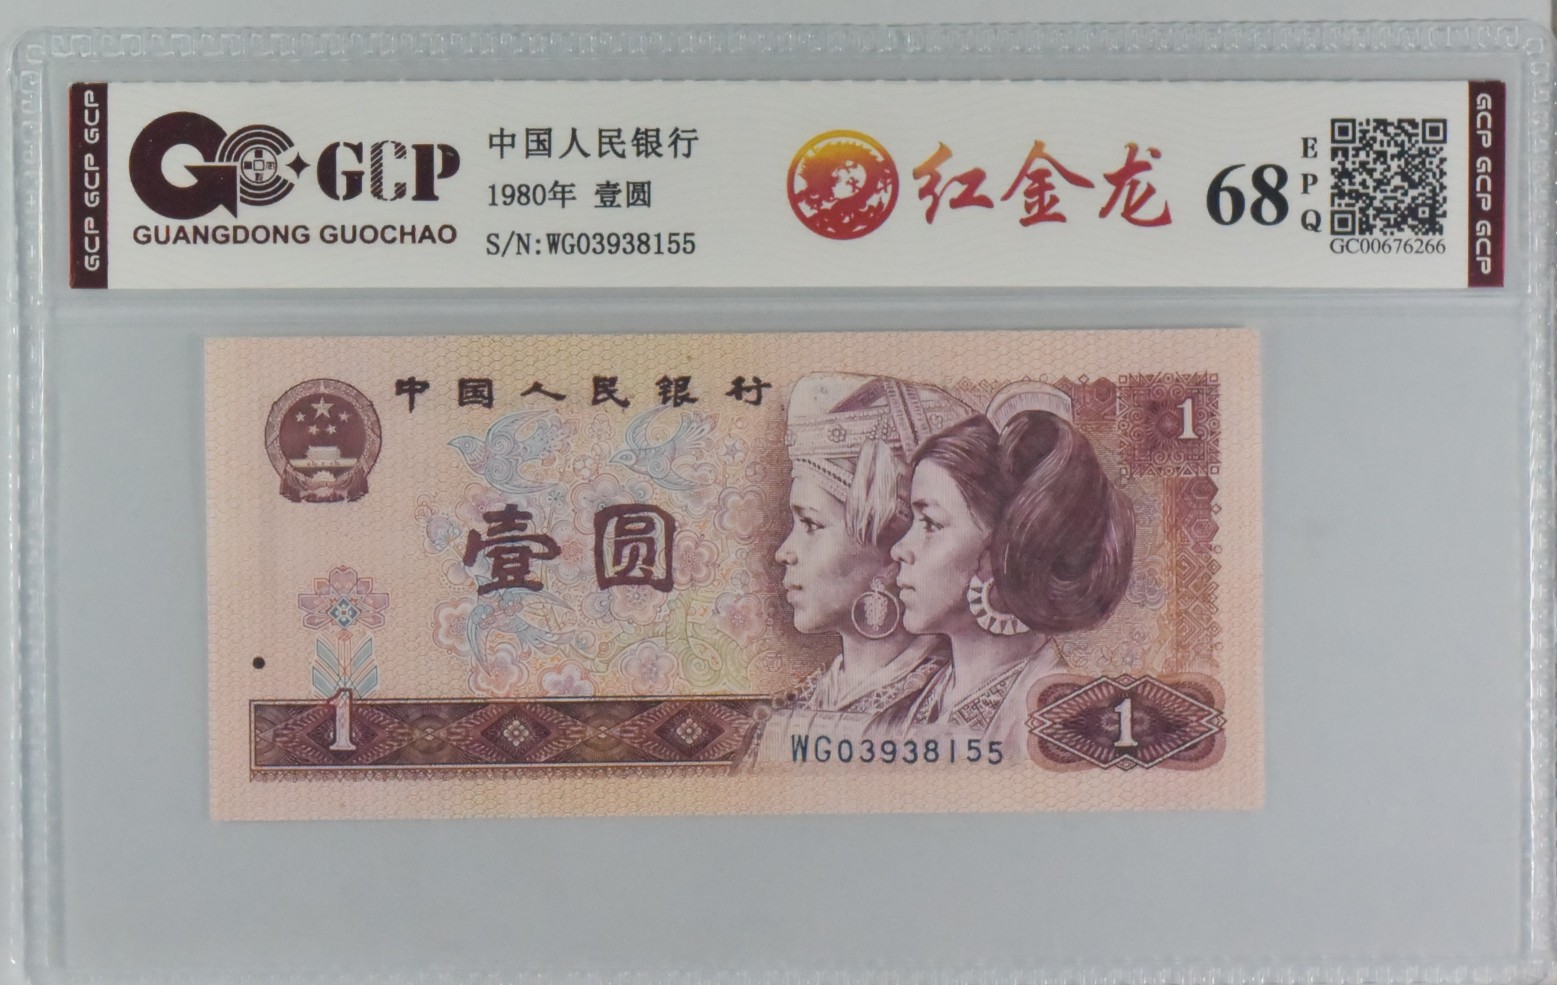 GCP GCP GCP
GCP
GUANGDONG GUOCHAO
中国人民银行
1980年 壹圆
S/N:WG03938155
红金龙
68
EPQ
GC00676266
GCP GCP GCP
中国人民银行
1
壹圆
1
WG03938155
1